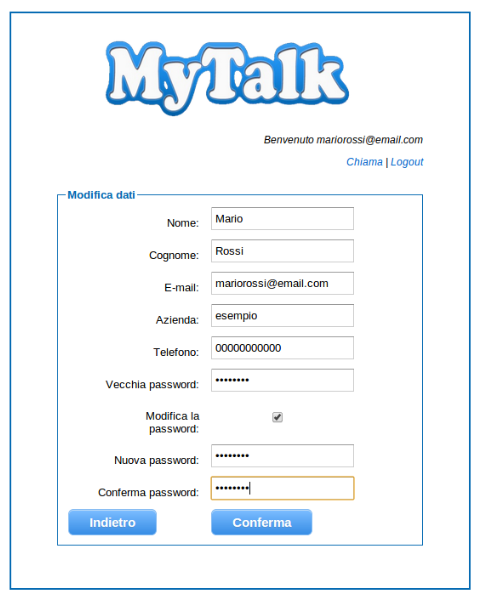 MyTalk
Benvenuto mariorossi@email.com
Chiama | Logout
Modifica dati
Nome: Mario
Cognome: Rossi
E-mail: mariorossi@email.com
Azienda: esempio
Telefono: 00000000000
Vecchia password: ••••••••
Modifica la
password:
Nuova password: ••••••••
Conferma password: ••••••••
Indietro Conferma